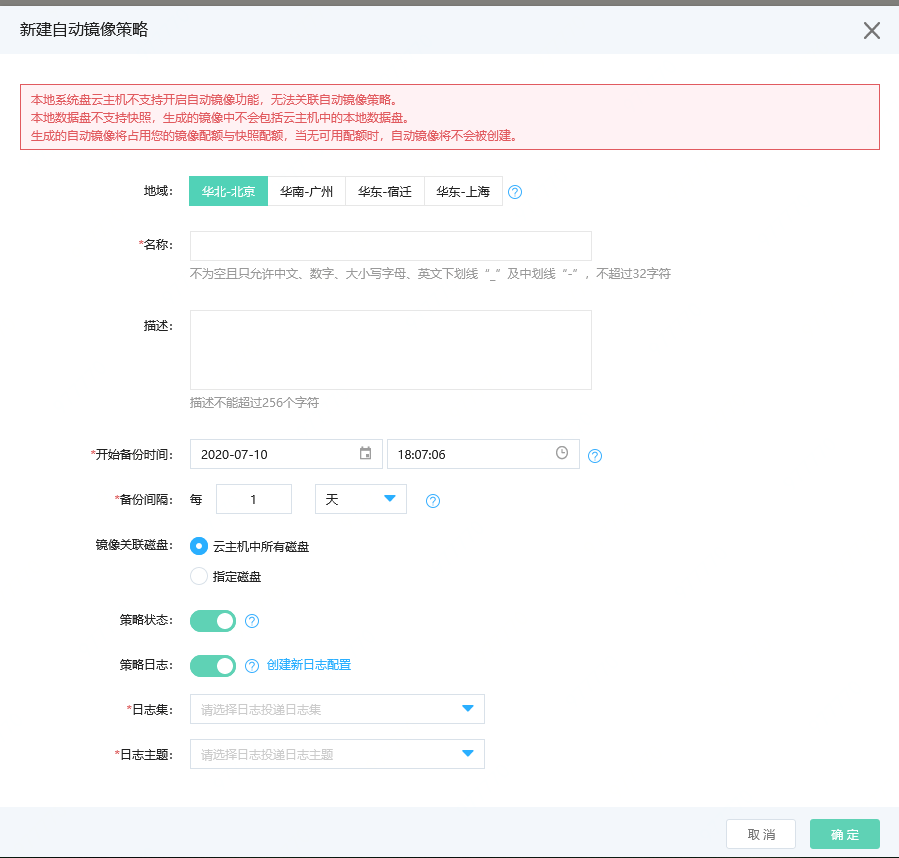 新建自动镜像策略
本地系统盘云主机不支持开启自动镜像功能，无法关联自动镜像策略。
本地数据盘不支持快照，生成的镜像中不会包括云主机中的本地数据盘。
生成的自动镜像将占用您的镜像配额与快照配额，当无可用配额时，自动镜像将不会被创建。
地域： 华北-北京 华南-广州 华东-宿迁 华东-上海 ?
*名称：
不为空且只允许中文、数字、大小写字母、英文下划线“_”及中划线“-”，不超过32字符
描述：
描述不能超过256个字符
*开始备份时间： 2020-07-10 18:07:06 ?
*备份间隔： 每 1 天 ?
镜像关联磁盘： 云主机中所有磁盘
指定磁盘
策略状态： ?
策略日志： ? 创建新日志配置
*日志集： 请选择日志投递日志集
*日志主题： 请选择日志投递日志主题
取消 确定